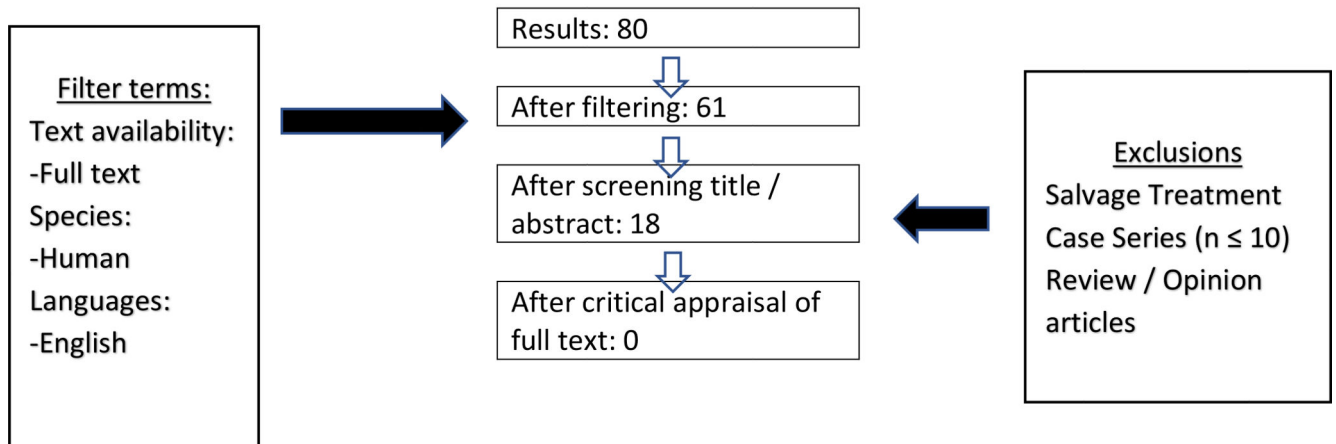 Filter terms:
Text availability:
-Full text
Species:
-Human
Languages:
-English
Results: 80
After filtering: 61
After screening title /
abstract: 18
After critical appraisal of
full text: 0
Exclusions
Salvage Treatment
Case Series (n ≤ 10)
Review / Opinion
articles